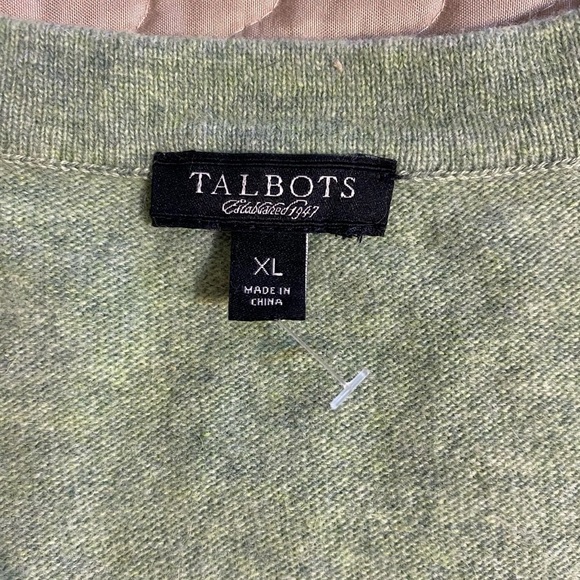 TALBOTS
Established 1947
XL
MADE IN
CHINA